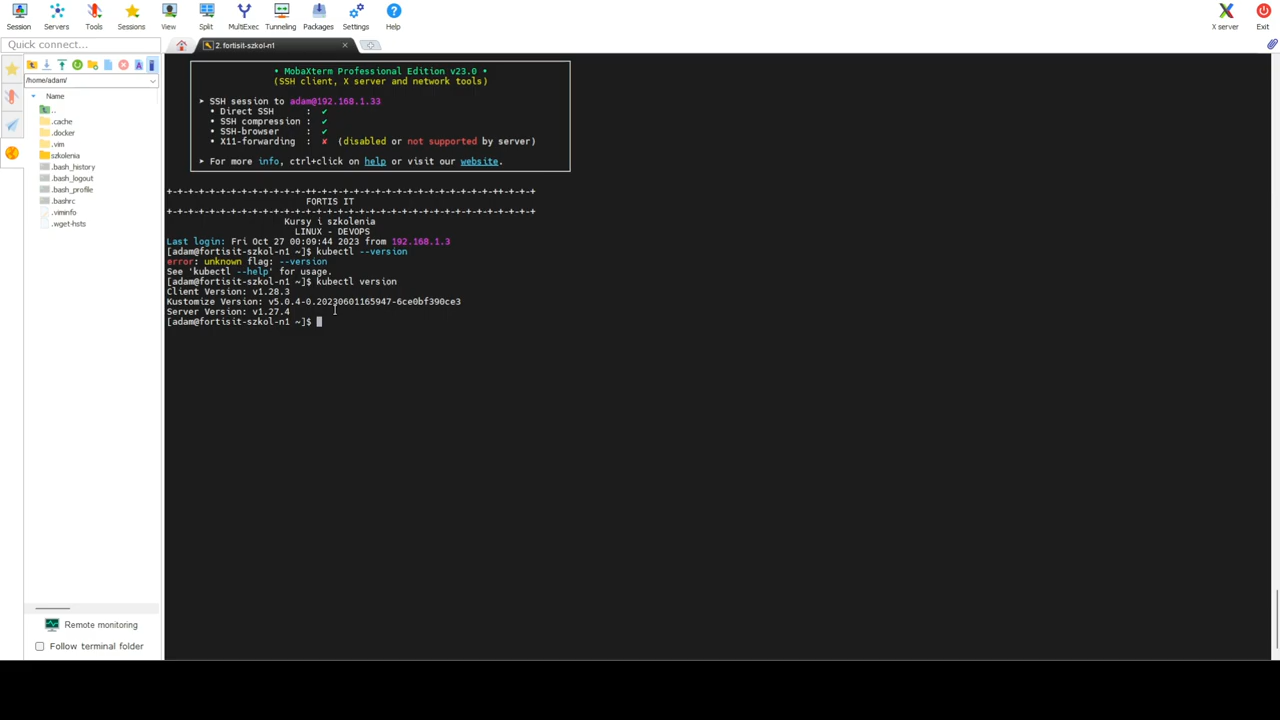 Session Servers Tools Sessions View Split MultiExec Tunneling Packages Settings Help X server Exit
Quick connect...
2. fortisit-szkol-n1
/home/adam/
Name
..
.cache
.docker
.vim
szkolenia
.bash_history
.bash_logout
.bash_profile
.bashrc
.viminfo
.wget-hsts
Remote monitoring
Follow terminal folder
• MobaXterm Professional Edition v23.0 •
(SSH client, X server and network tools)
➤ SSH session to adam@192.168.1.33
• Direct SSH : ✔
• SSH compression : ✔
• SSH-browser : ✔
• X11-forwarding : ✘ (disabled or not supported by server)
➤ For more info, ctrl+click on help or visit our website.
+-+-+-+-+-+-+-+-+-+-+-+-+-++-+-+-+-+-+-+-+-+-+-+-+-+-+-+-++-+-+-+
FORTIS IT
+-+-+-+-+-+-+-+-+-+-+-+-+-++-+-+-+-+-+-+-+-+-+-+-+-+-+-+-++-+-+-+
Kursy i szkolenia
LINUX - DEVOPS
Last login: Fri Oct 27 00:09:44 2023 from 192.168.1.3
[adam@fortisit-szkol-n1 ~]$ kubectl --version
error: unknown flag: --version
See 'kubectl --help' for usage.
[adam@fortisit-szkol-n1 ~]$ kubectl version
Client Version: v1.28.3
Kustomize Version: v5.0.4-0.20230601165947-6ce0bf390ce3
Server Version: v1.27.4
[adam@fortisit-szkol-n1 ~]$